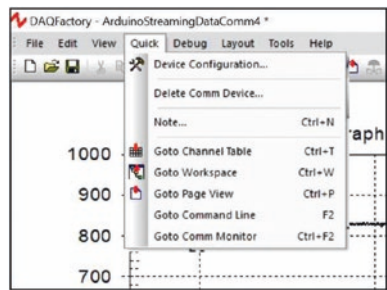 DAQFactory - ArduinoStreamingDataComm4 *
File Edit View Quick Debug Layout Tools Help
Device Configuration...
Delete Comm Device...
Note... Ctrl+N
Goto Channel Table Ctrl+T
Goto Workspace Ctrl+W
Goto Page View Ctrl+P
Goto Command Line F2
Goto Comm Monitor Ctrl+F2
aph
1000
900
800
700